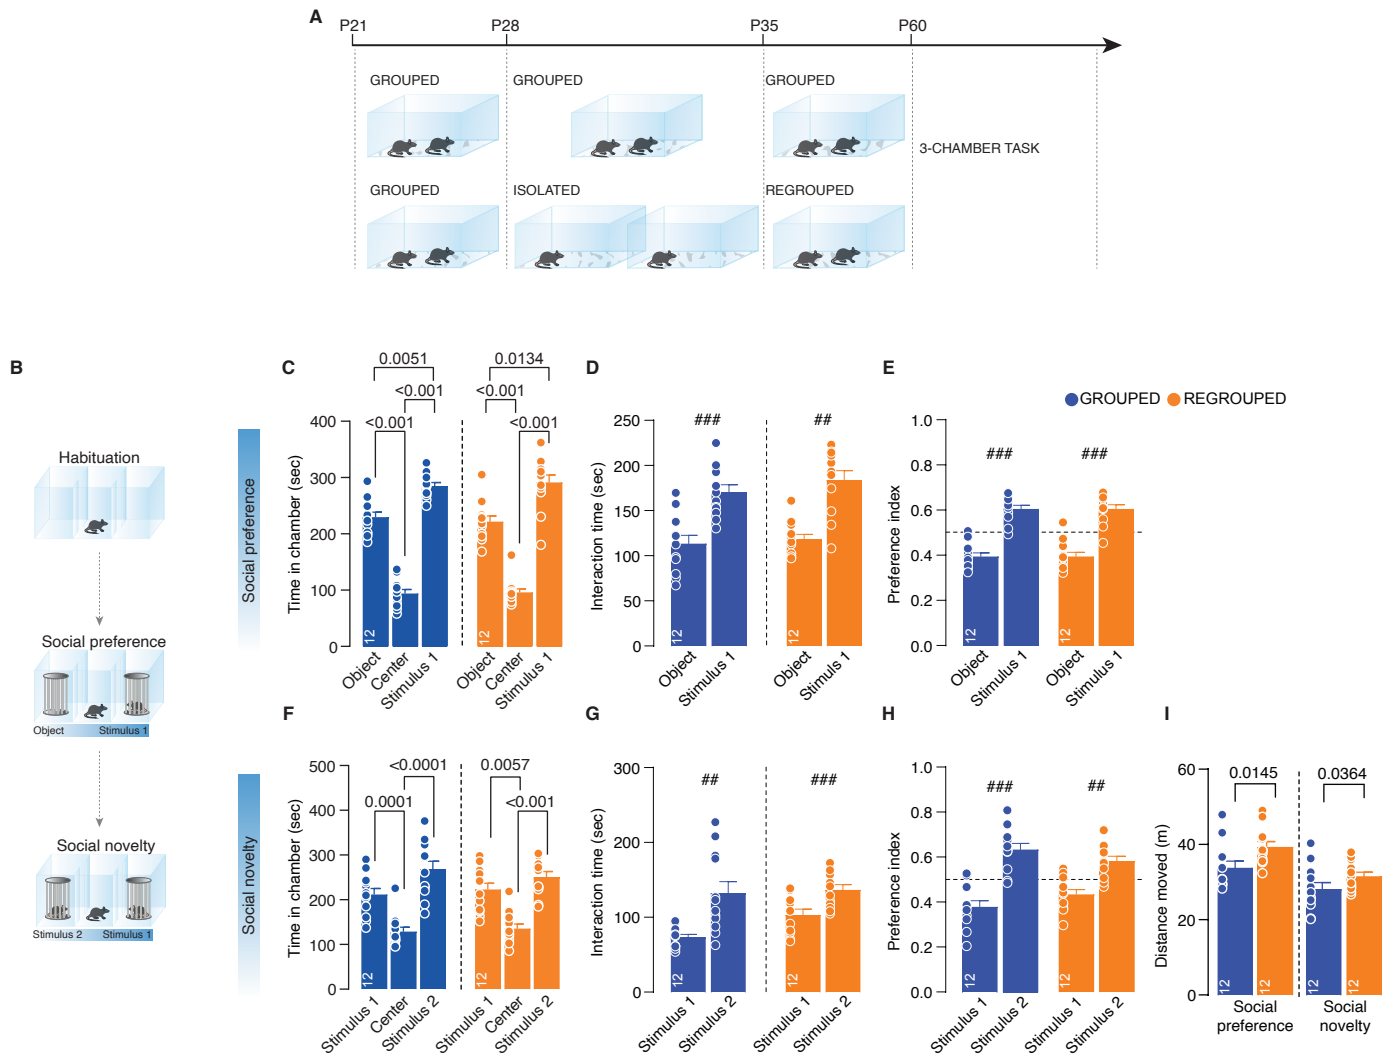 A
P21 P28 P35 P60
GROUPED GROUPED GROUPED
3-CHAMBER TASK
GROUPED ISOLATED REGROUPED
B
Habituation
Social preference
Object Stimulus 1
Social novelty
Stimulus 2 Stimulus 1
Social preference
C
0.0051 0.0134
<0.001 <0.001
<0.001 <0.001
Time in chamber (sec)
400
300
200
100
0
12 12
Object Center Stimulus 1 Object Center Stimulus 1
D
Interaction time (sec)
250
200
150
100
50
0
### ##
12 12
Object Stimulus 1 Object Stimulus 1
E
GROUPED REGROUPED
Preference index
1.0
0.8
0.6
0.4
0.2
0.0
### ###
12 12
Object Stimulus 1 Object Stimulus 1
Social novelty
F
Time in chamber (sec)
500
400
300
200
100
0
<0.0001 0.0057
0.0001 <0.001
12 12
Stimulus 1 Center Stimulus 2 Stimulus 1 Center Stimulus 2
G
Interaction time (sec)
300
200
100
0
## ###
12 12
Stimulus 1 Stimulus 2 Stimulus 1 Stimulus 2
H
Preference index
1.0
0.8
0.6
0.4
0.2
0.0
### ##
12 12
Stimulus 1 Stimulus 2 Stimulus 1 Stimulus 2
I
Distance moved (m)
60
40
20
0
0.0145 0.0364
12 12 12 12
Social preference
Social novelty